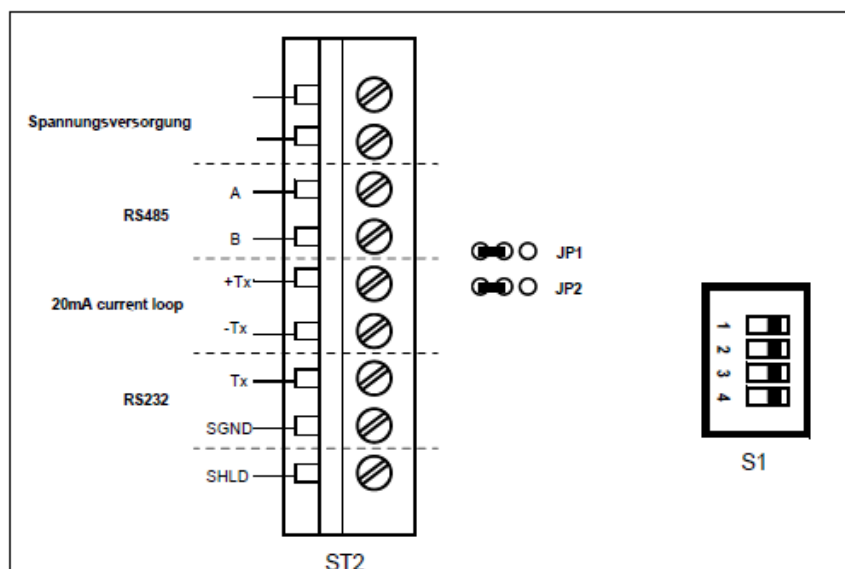 Spannungsversorgung
A
RS485
B
+Tx
20mA current loop
-Tx
Tx
RS232
SGND
SHLD
ST2
JP1
JP2
1
2
3
4
S1